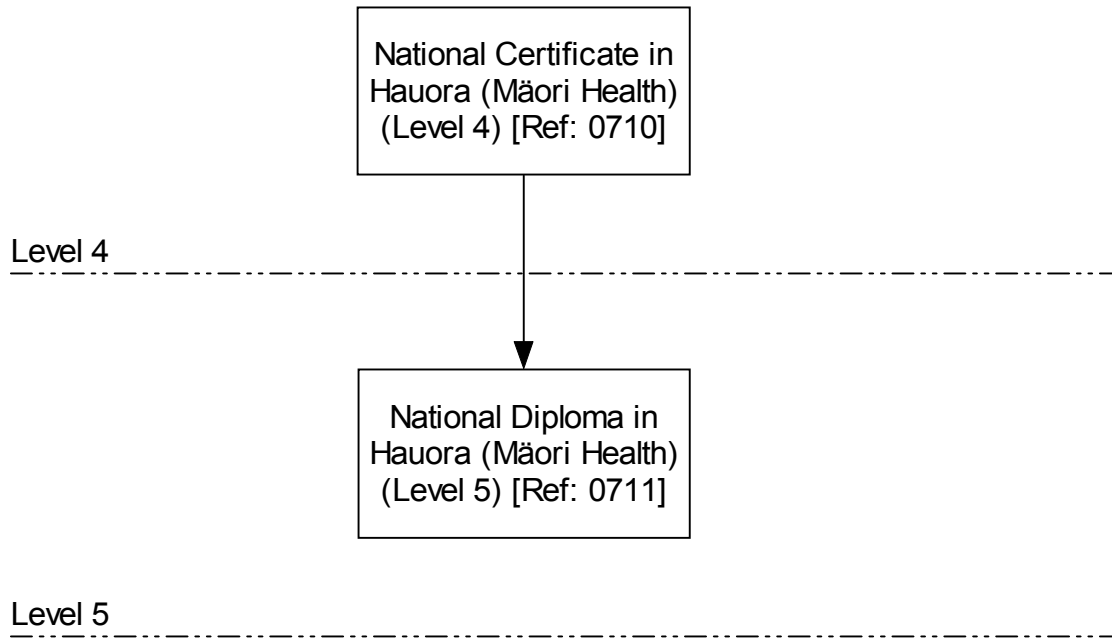 National Certificate in
Hauora (Mäori Health)
(Level 4) [Ref: 0710]
Level 4
National Diploma in
Hauora (Mäori Health)
(Level 5) [Ref: 0711]
Level 5